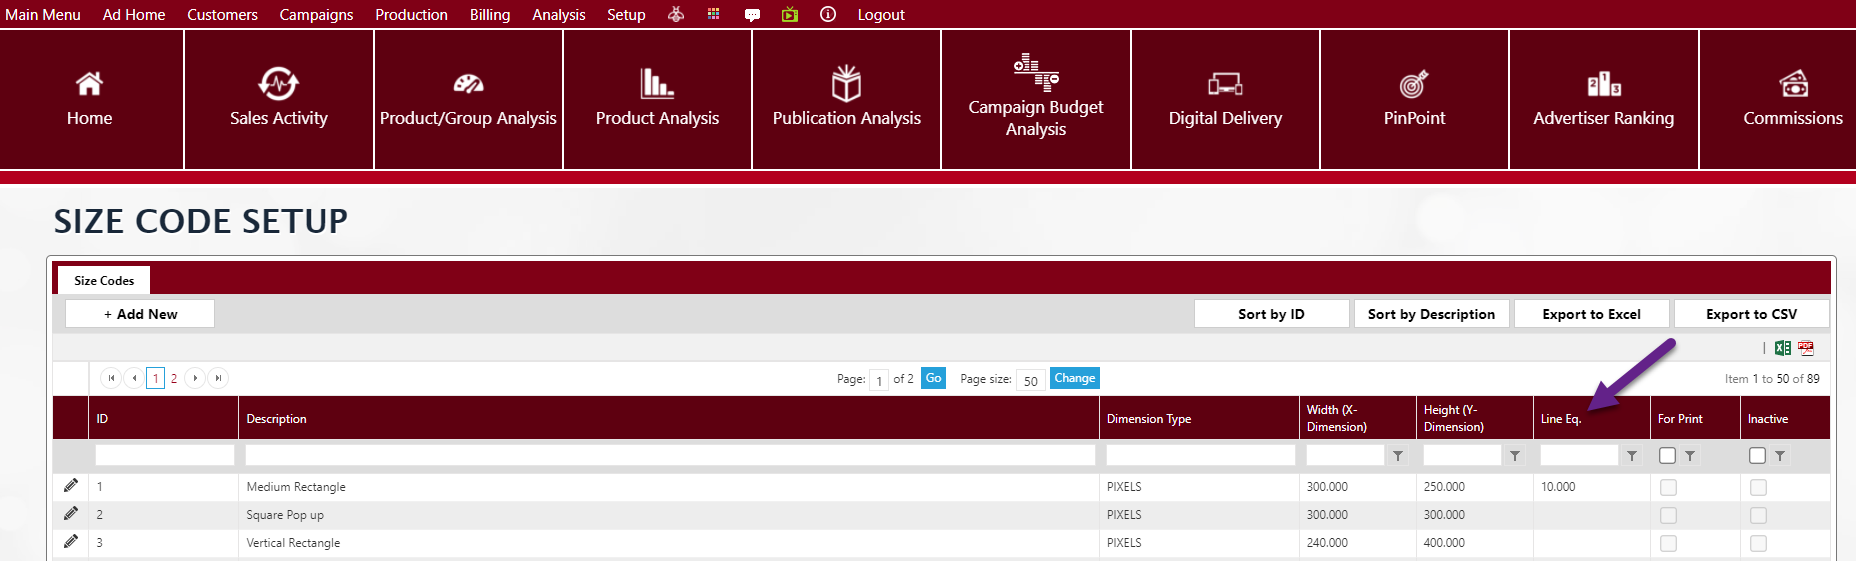 Main Menu Ad Home Customers Campaigns Production Billing Analysis Setup Logout
Home Sales Activity Product/Group Analysis Product Analysis Publication Analysis Campaign Budget Analysis Digital Delivery PinPoint Advertiser Ranking Commissions
SIZE CODE SETUP
Size Codes
+ Add New Sort by ID Sort by Description Export to Excel Export to CSV
| PDF
1 2 Page: 1 of 2 Go Page size: 50 Change Item 1 to 50 of 89
ID Description Dimension Type Width (X-Dimension) Height (Y-Dimension) Line Eq. For Print Inactive
1 Medium Rectangle PIXELS 300.000 250.000 10.000
2 Square Pop up PIXELS 300.000 300.000
3 Vertical Rectangle PIXELS 240.000 400.000